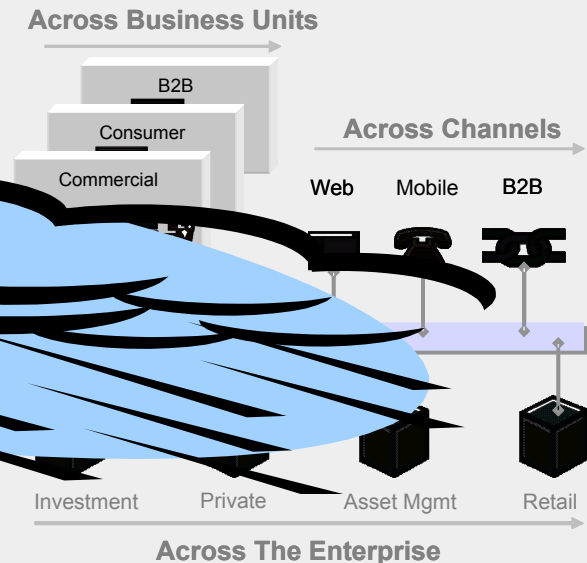 Across Business Units
B2B
Consumer
Commercial
Across Channels
Web Mobile B2B
Investment Private Asset Mgmt Retail
Across The Enterprise